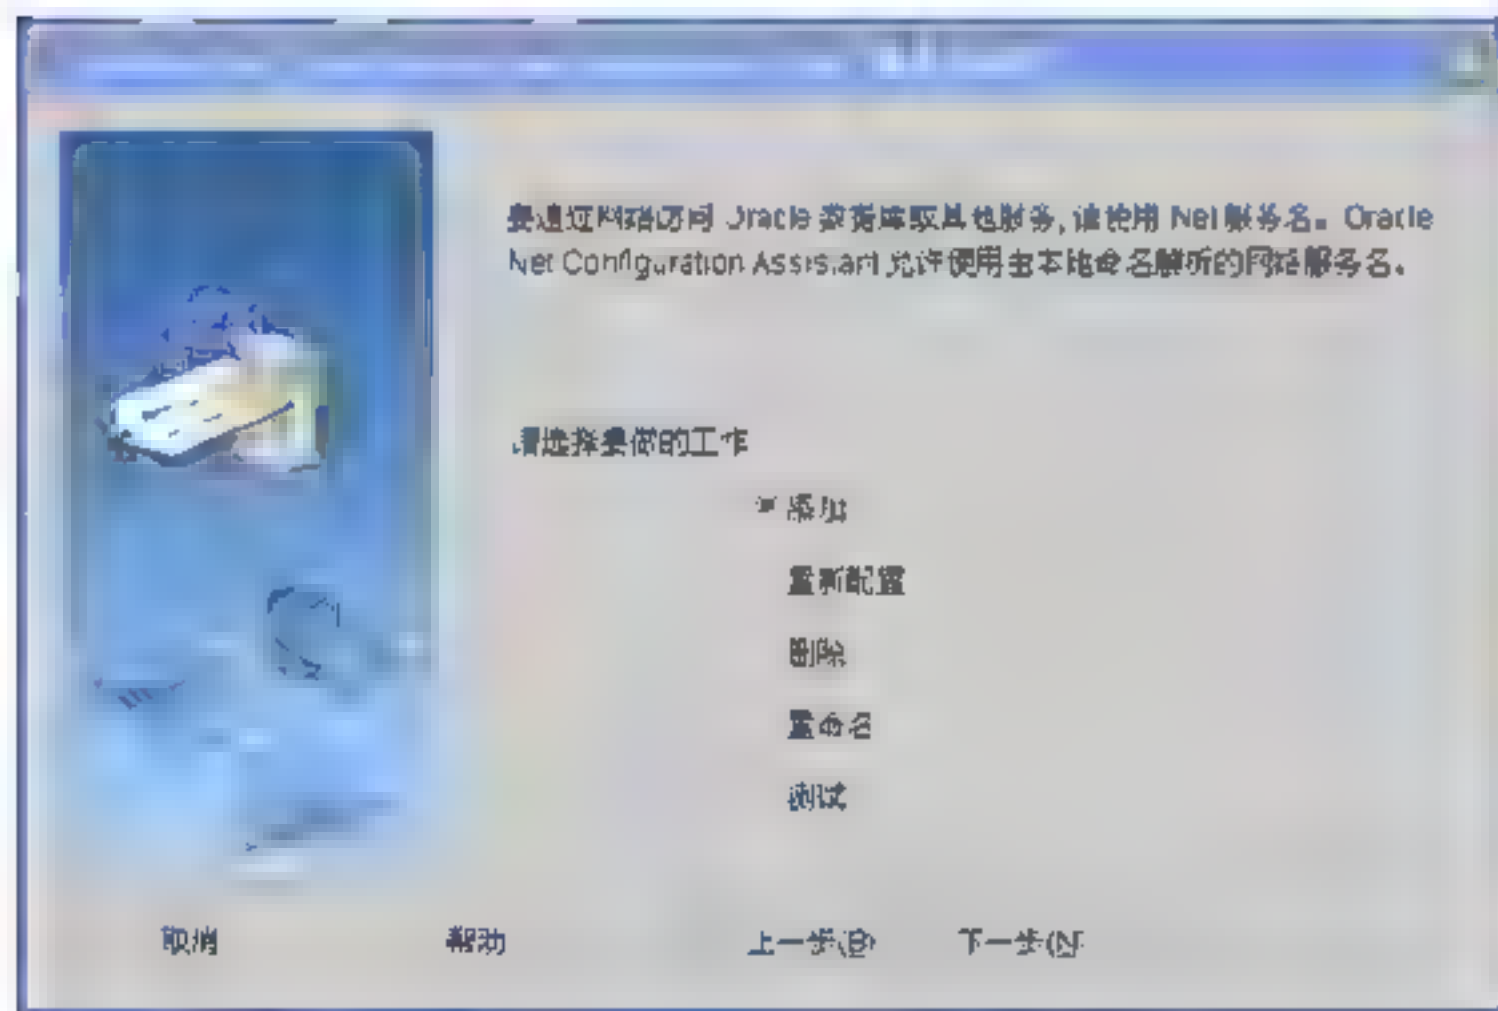 要通过网络访问 Oracle 数据库或其他服务, 请使用 Net 服务名。Oracle
Net Configuration Assistant 允许使用由本地命名解析的网络服务名。
请选择要做的工作
添加
重新配置
删除
重命名
测试
取消 帮助 上一步(B) 下一步(N)